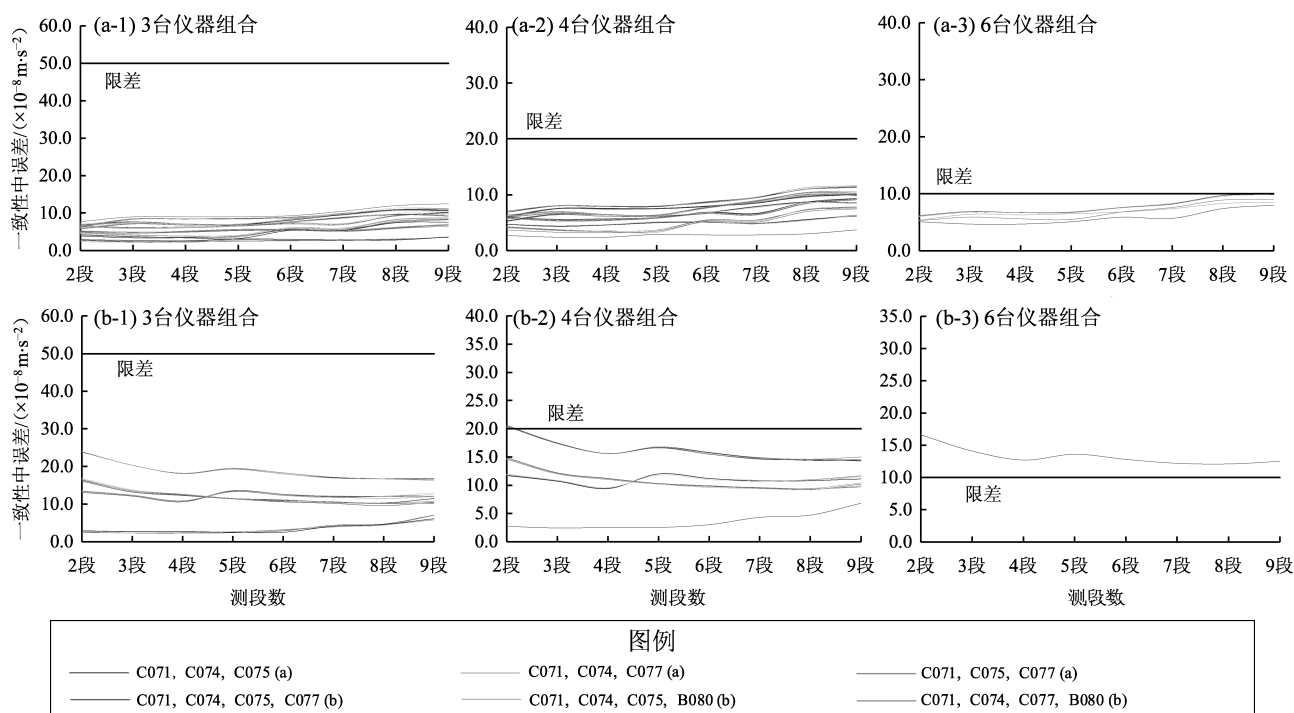 (a-1) 3台仪器组合
60.0
50.0
40.0
30.0
20.0
10.0
0.0
一致性中误差/(×10⁻⁸m·s⁻²)
限差
2段 3段 4段 5段 6段 7段 8段 9段
(a-2) 4台仪器组合
40.0
30.0
20.0
10.0
0.0
限差
2段 3段 4段 5段 6段 7段 8段 9段
(a-3) 6台仪器组合
40.0
30.0
20.0
10.0
0.0
限差
2段 3段 4段 5段 6段 7段 8段 9段
(b-1) 3台仪器组合
60.0
50.0
40.0
30.0
20.0
10.0
0.0
一致性中误差/(×10⁻⁸m·s⁻²)
限差
2段 3段 4段 5段 6段 7段 8段 9段
测段数
(b-2) 4台仪器组合
40.0
35.0
30.0
25.0
20.0
15.0
10.0
5.0
0.0
限差
2段 3段 4段 5段 6段 7段 8段 9段
测段数
(b-3) 6台仪器组合
35.0
30.0
25.0
20.0
15.0
10.0
5.0
0.0
限差
2段 3段 4段 5段 6段 7段 8段 9段
测段数
图例
C071, C074, C075 (a)
C071, C074, C077 (a)
C071, C075, C077 (a)
C071, C074, C075, C077 (b)
C071, C074, C075, B080 (b)
C071, C074, C077, B080 (b)